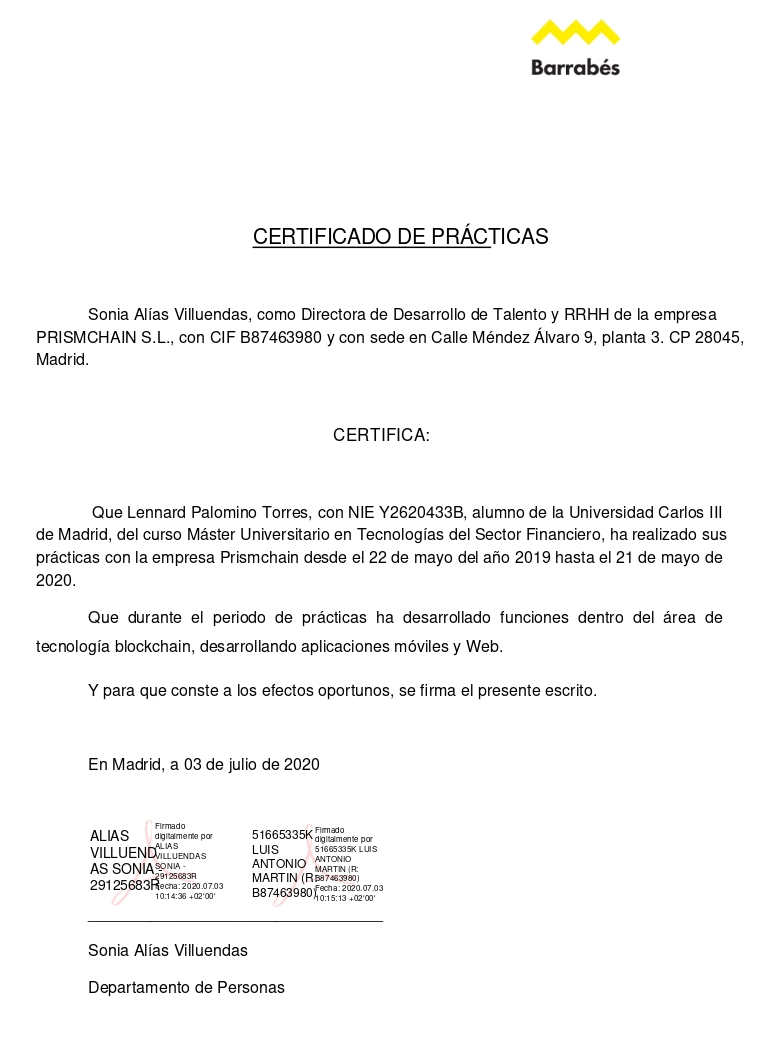 Barrabés
CERTIFICADO DE PRÁCTICAS
Sonia Alías Villuendas, como Directora de Desarrollo de Talento y RRHH de la empresa
PRISMCHAIN S.L., con CIF B87463980 y con sede en Calle Méndez Álvaro 9, planta 3. CP 28045,
Madrid.
CERTIFICA:
Que Lennard Palomino Torres, con NIE Y2620433B, alumno de la Universidad Carlos III
de Madrid, del curso Máster Universitario en Tecnologías del Sector Financiero, ha realizado sus
prácticas con la empresa Prismchain desde el 22 de mayo del año 2019 hasta el 21 de mayo de
2020.
Que durante el periodo de prácticas ha desarrollado funciones dentro del área de
tecnología blockchain, desarrollando aplicaciones móviles y Web.
Y para que conste a los efectos oportunos, se firma el presente escrito.
En Madrid, a 03 de julio de 2020
ALIAS
VILLUEND
AS SONIA -
29125683R
Firmado
digitalmente por
ALIAS
VILLUENDAS
SONIA -
29125683R
Fecha: 2020.07.03
10:14:36 +02'00'
51665335K
LUIS
ANTONIO
MARTIN (R:
B87463980)
Firmado
digitalmente por
51665335K LUIS
ANTONIO
MARTIN (R:
B87463980)
Fecha: 2020.07.03
10:15:13 +02'00'
Sonia Alías Villuendas
Departamento de Personas